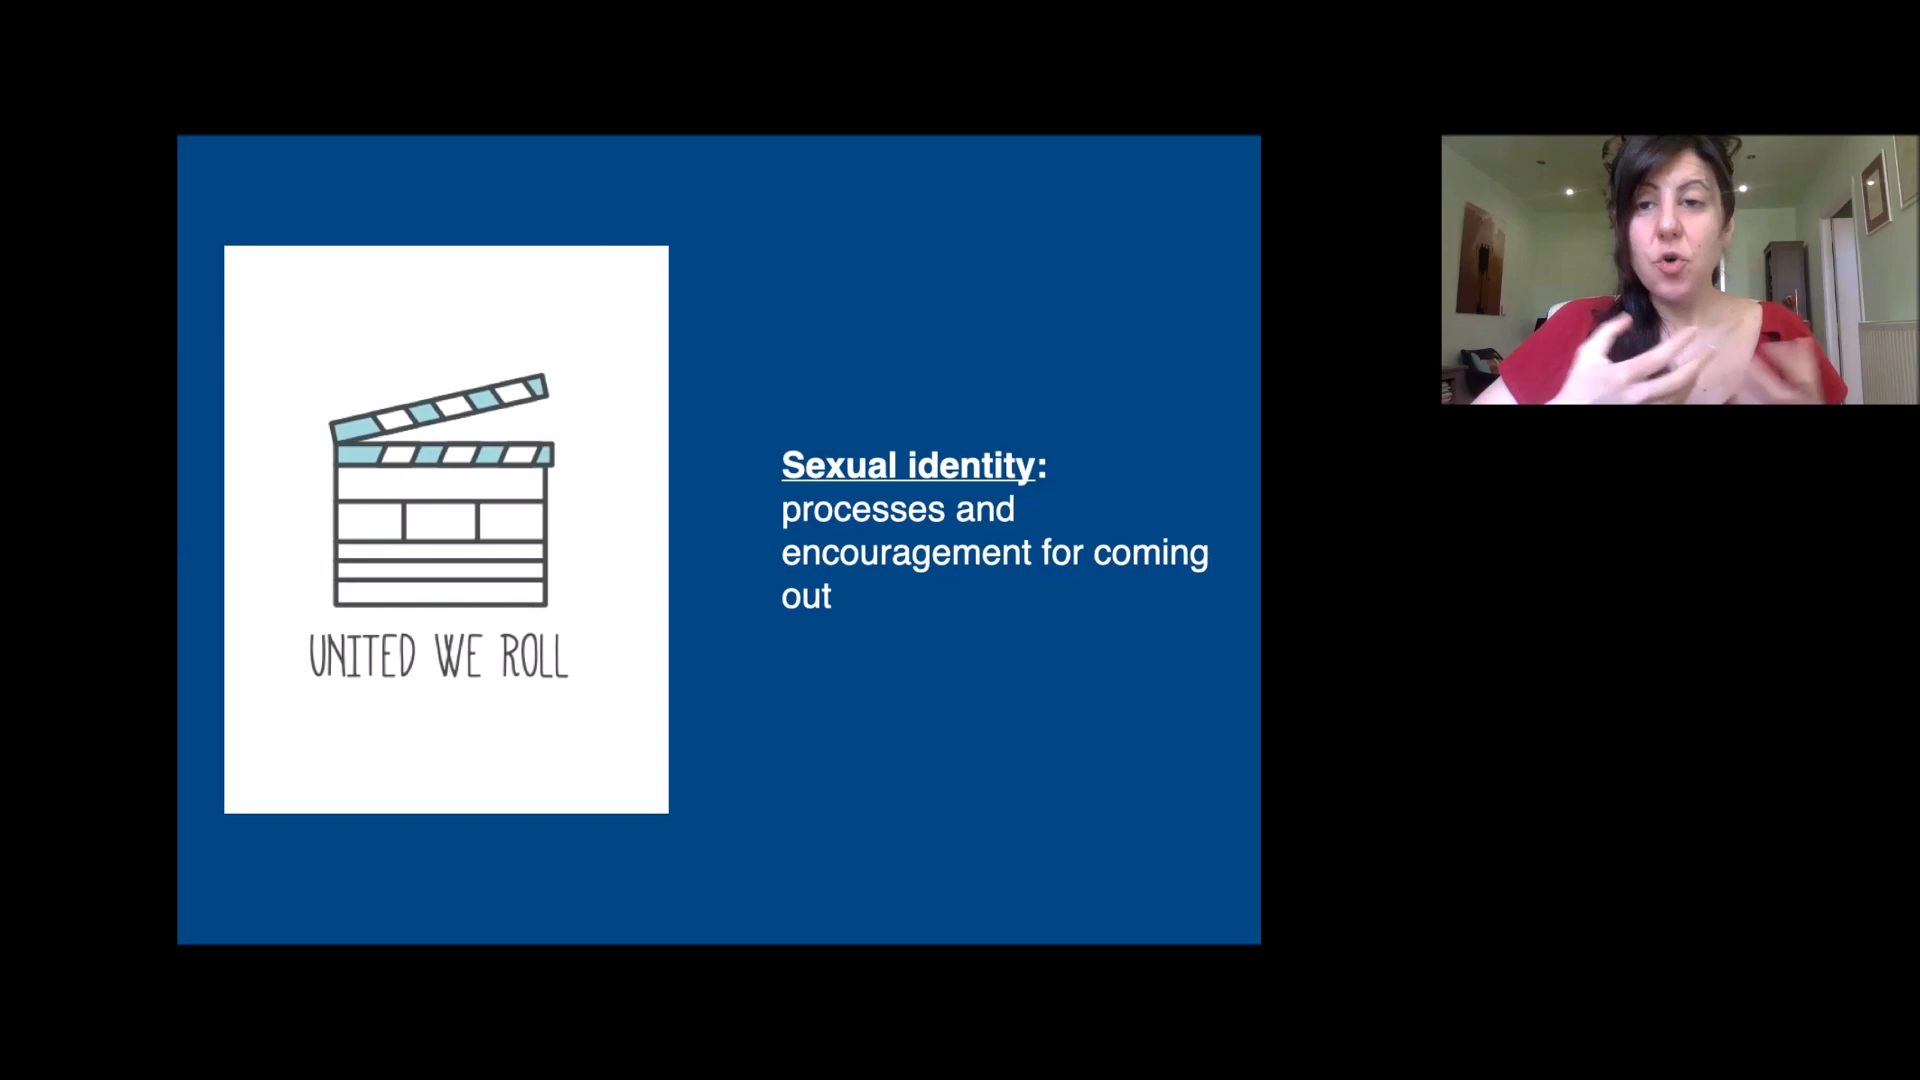 UNITED WE ROLL
Sexual identity:
processes and
encouragement for coming
out